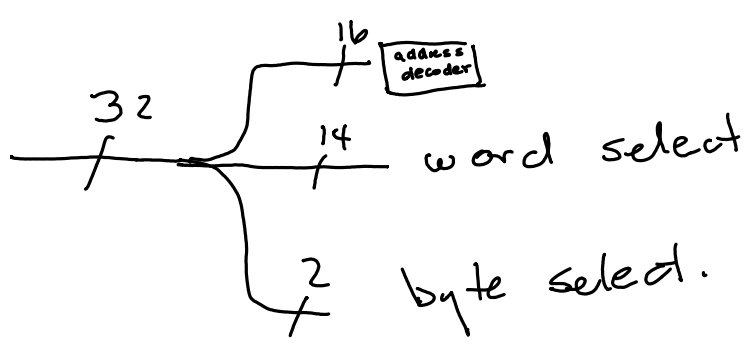 16
address
decoder
32
14
word select
2
byte select.